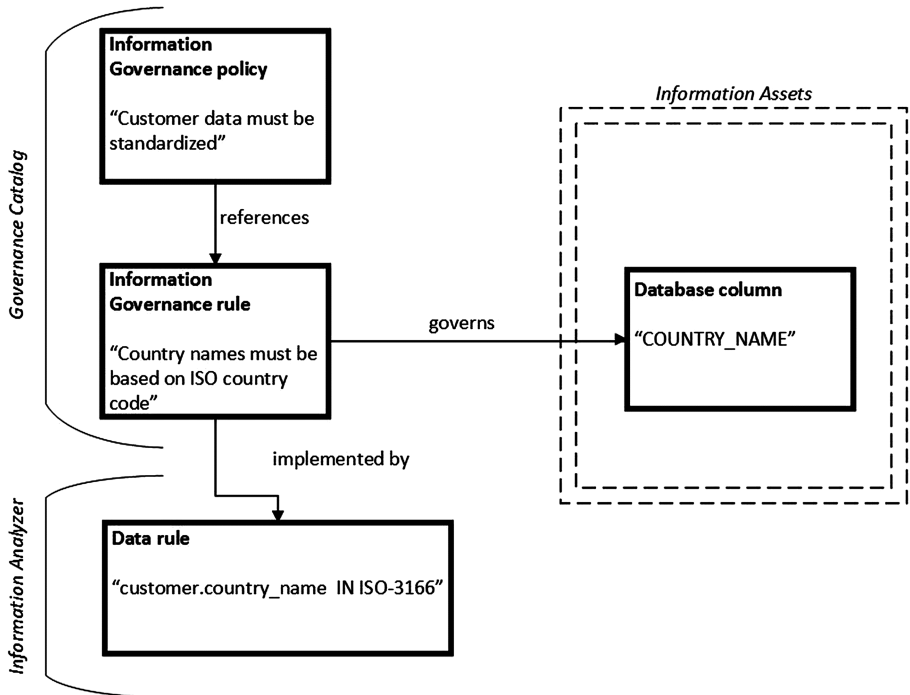 Information
Governance policy
“Customer data must be
standardized”
references
Information
Governance rule
“Country names must be
based on ISO country
code”
governs
Information Assets
Database column
“COUNTRY_NAME”
implemented by
Data rule
“customer.country_name IN ISO-3166”
Governance Catalog
Information Analyzer